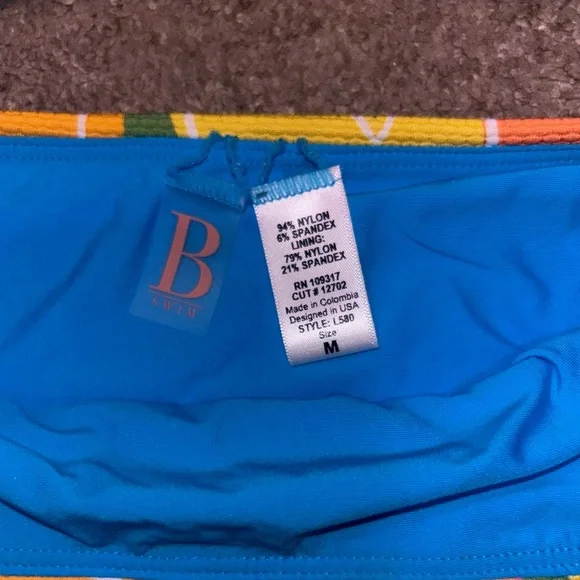 B
SWIM
94% NYLON
6% SPANDEX
LINING:
79% NYLON
21% SPANDEX
RN 109317
CUT # 12702
Made in Colombia
Designed in USA
STYLE: L580
Size
M